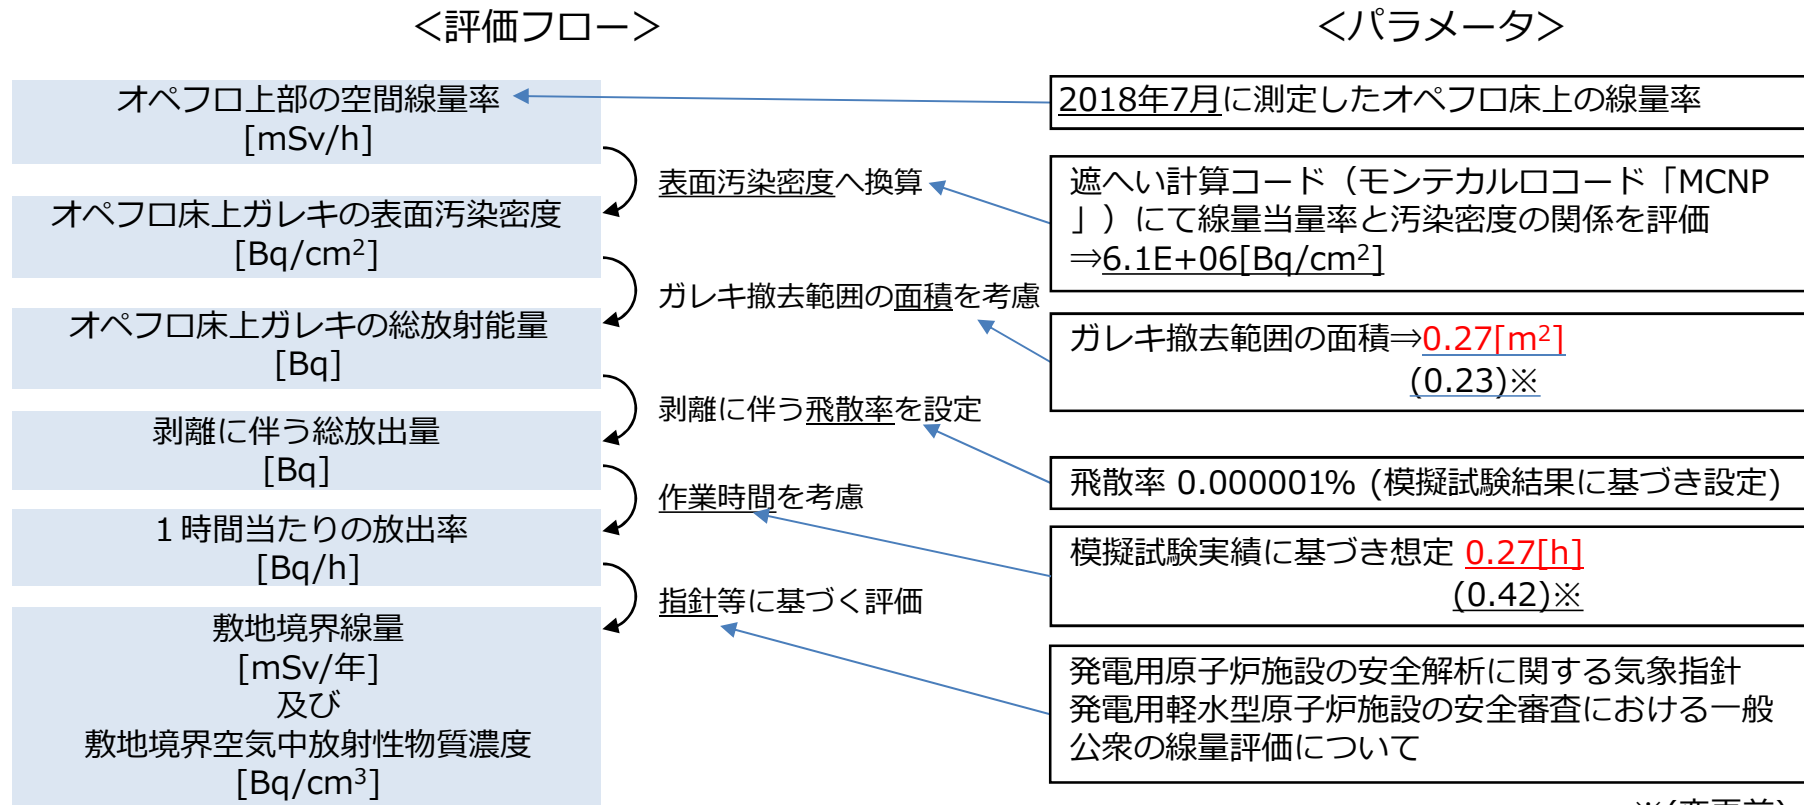 ＜評価フロー＞
オペフロ上部の空間線量率
[mSv/h]
オペフロ床上ガレキの表面汚染密度
[Bq/cm²]
オペフロ床上ガレキの総放射能量
[Bq]
剥離に伴う総放出量
[Bq]
１時間当たりの放出率
[Bq/h]
敷地境界線量
[mSv/年]
及び
敷地境界空気中放射性物質濃度
[Bq/cm³]
表面汚染密度へ換算
ガレキ撤去範囲の面積を考慮
剥離に伴う飛散率を設定
作業時間を考慮
指針等に基づく評価
＜パラメータ＞
2018年7月に測定したオペフロ床上の線量率
遮へい計算コード（モンテカルロコード「MCNP
」）にて線量当量率と汚染密度の関係を評価
⇒6.1E+06[Bq/cm²]
ガレキ撤去範囲の面積⇒0.27[m²]
(0.23)※
飛散率 0.000001% (模擬試験結果に基づき設定)
模擬試験実績に基づき想定 0.27[h]
(0.42)※
発電用原子炉施設の安全解析に関する気象指針
発電用軽水型原子炉施設の安全審査における一般
公衆の線量評価について
※(変更前)